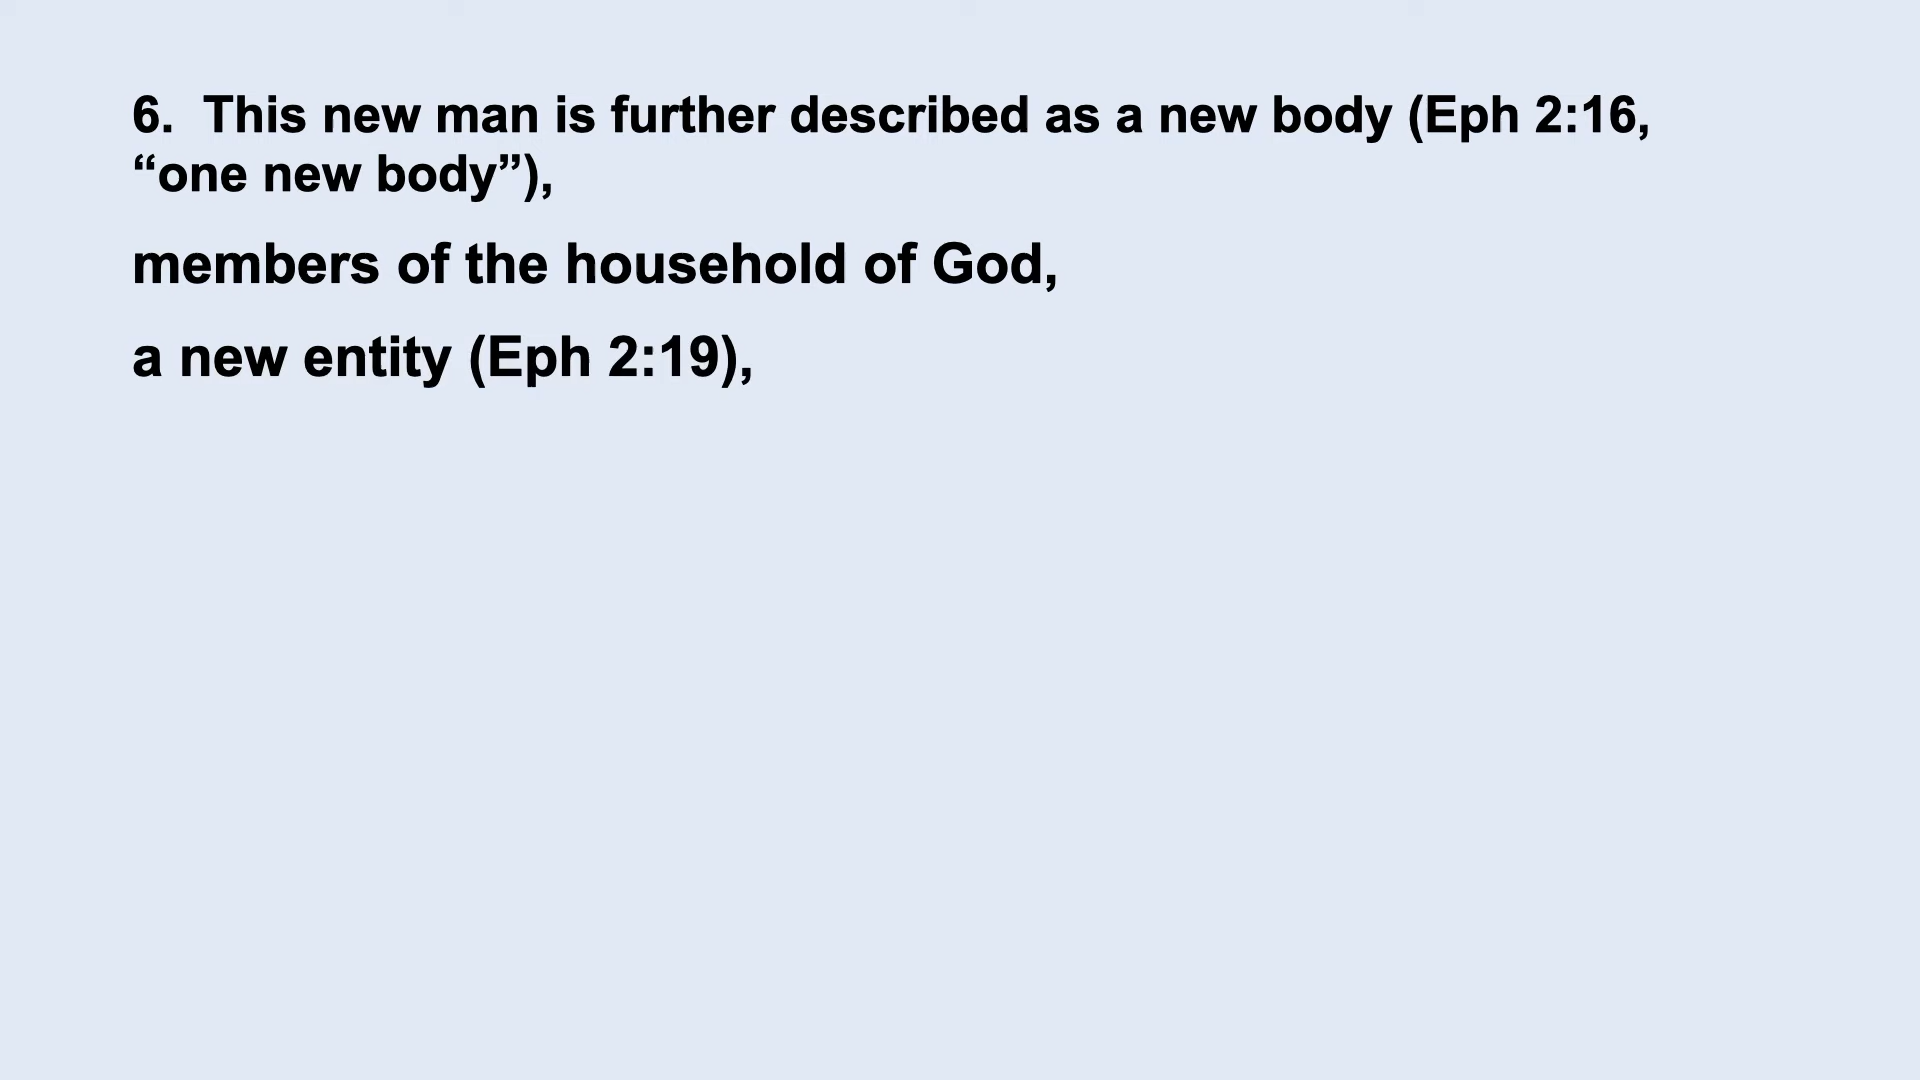 6.  This new man is further described as a new body (Eph 2:16,
“one new body”),
members of the household of God,
a new entity (Eph 2:19),